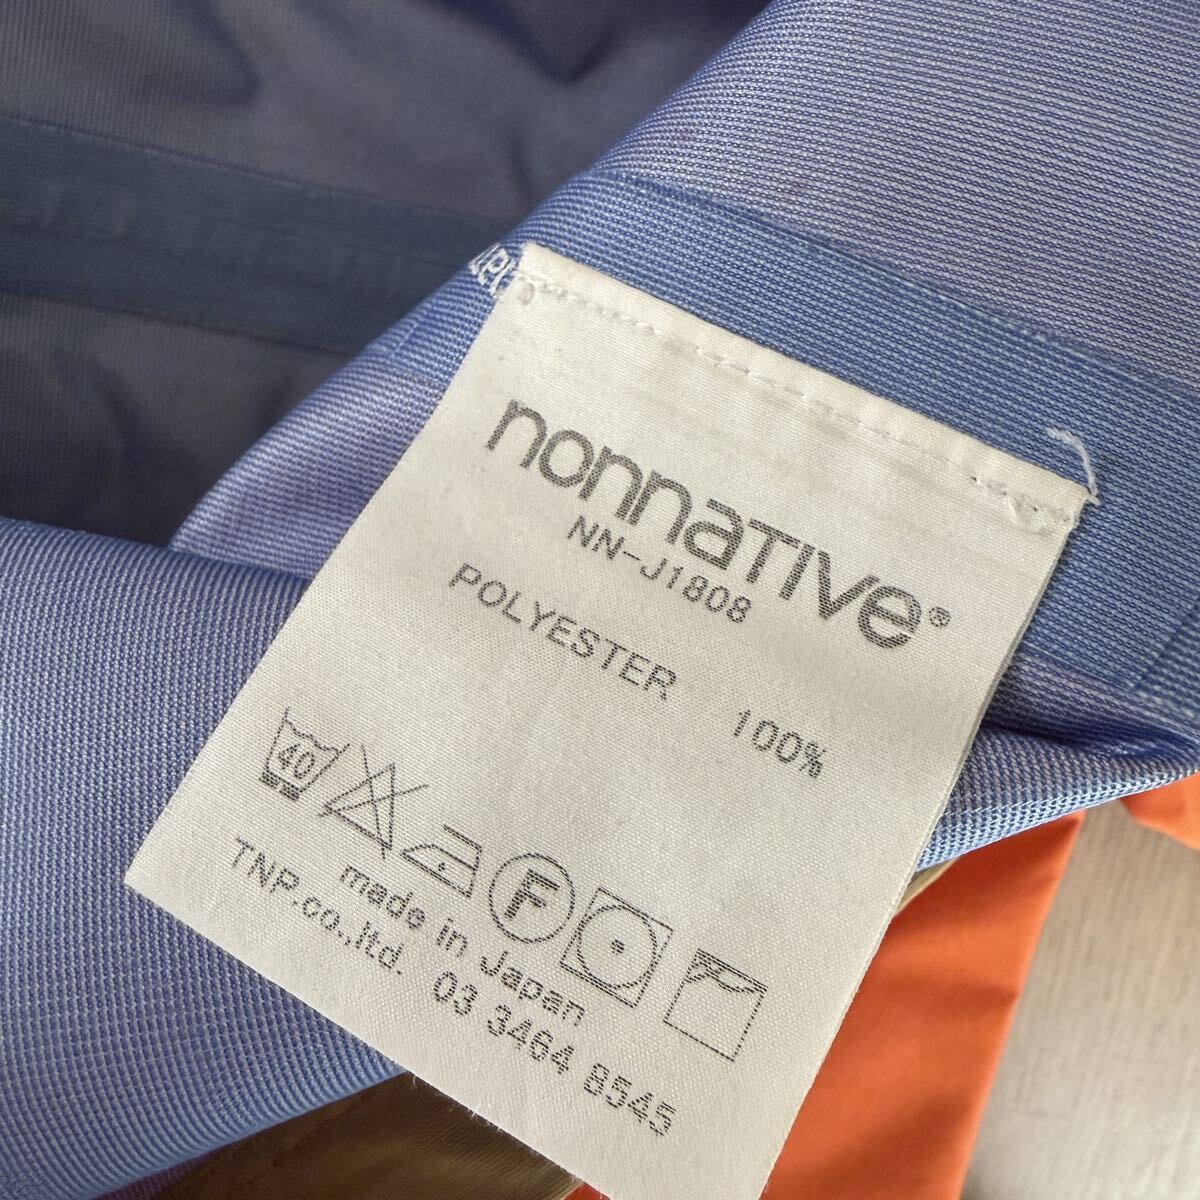 nonnative®
NN-J1808
POLYESTER 100%
40
F
made in Japan
TNP.co.,ltd. 03 3464 8545